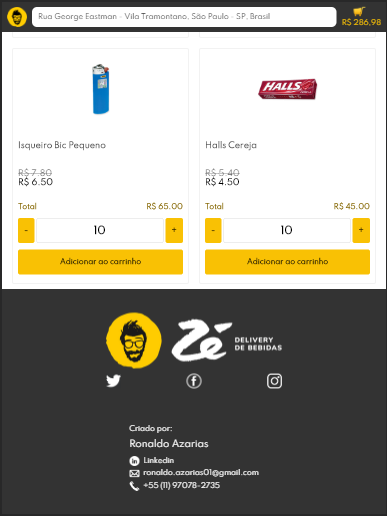 Rua George Eastman - Vila Tramontano, São Paulo - SP, Brasil
R$ 286,98
HALLS
Isqueiro Bic Pequeno
Halls Cereja
R$ 7.80
R$ 6.50
R$ 5.40
R$ 4.50
Total
R$ 65.00
Total
R$ 45.00
-
10
+
-
10
+
Adicionar ao carrinho
Adicionar ao carrinho
Zé
DELIVERY
DE BEBIDAS
Criado por:
Ronaldo Azarias
Linkedin
ronaldo.azarias01@gmail.com
+55 (11) 97078-2735